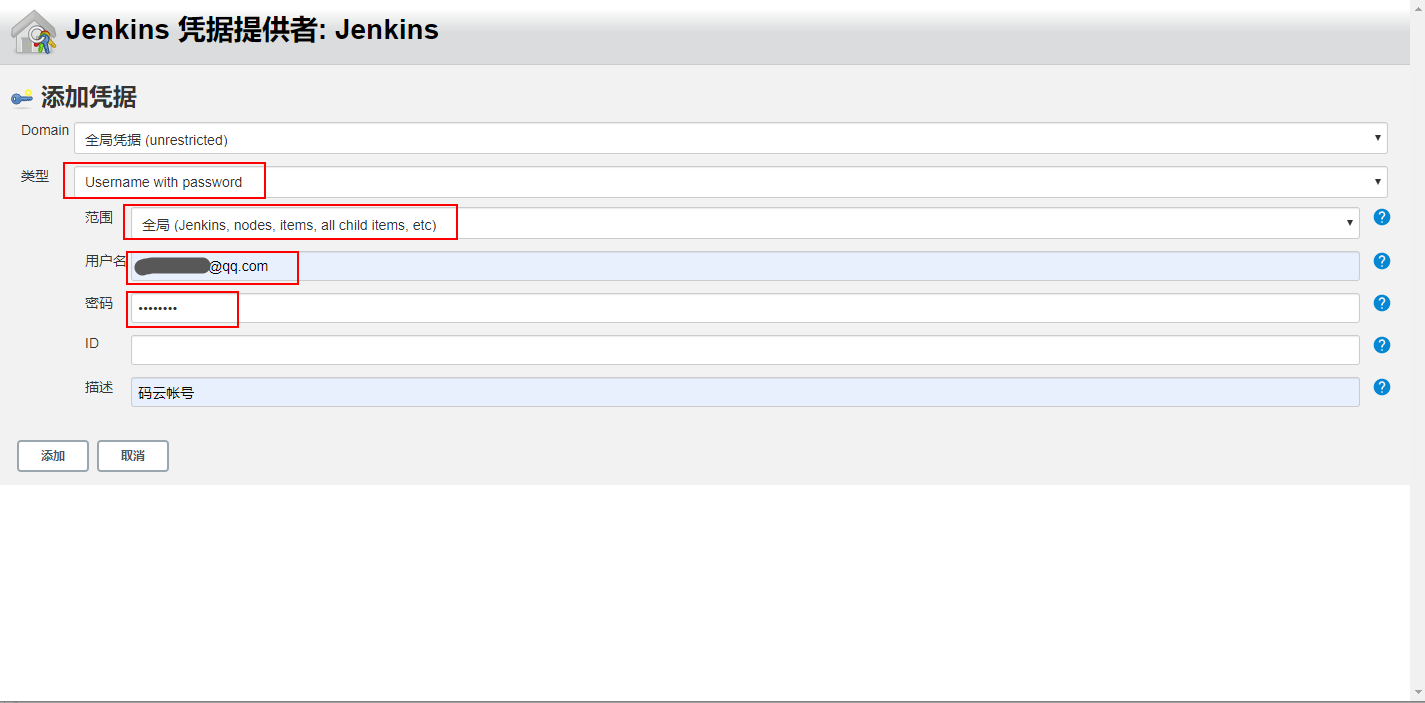 Jenkins 凭据提供者: Jenkins
添加凭据
Domain 全局凭据 (unrestricted)
类型 Username with password
范围 全局 (Jenkins, nodes, items, all child items, etc)
用户名 @qq.com
密码 ••••••••
ID
描述 码云帐号
添加 取消